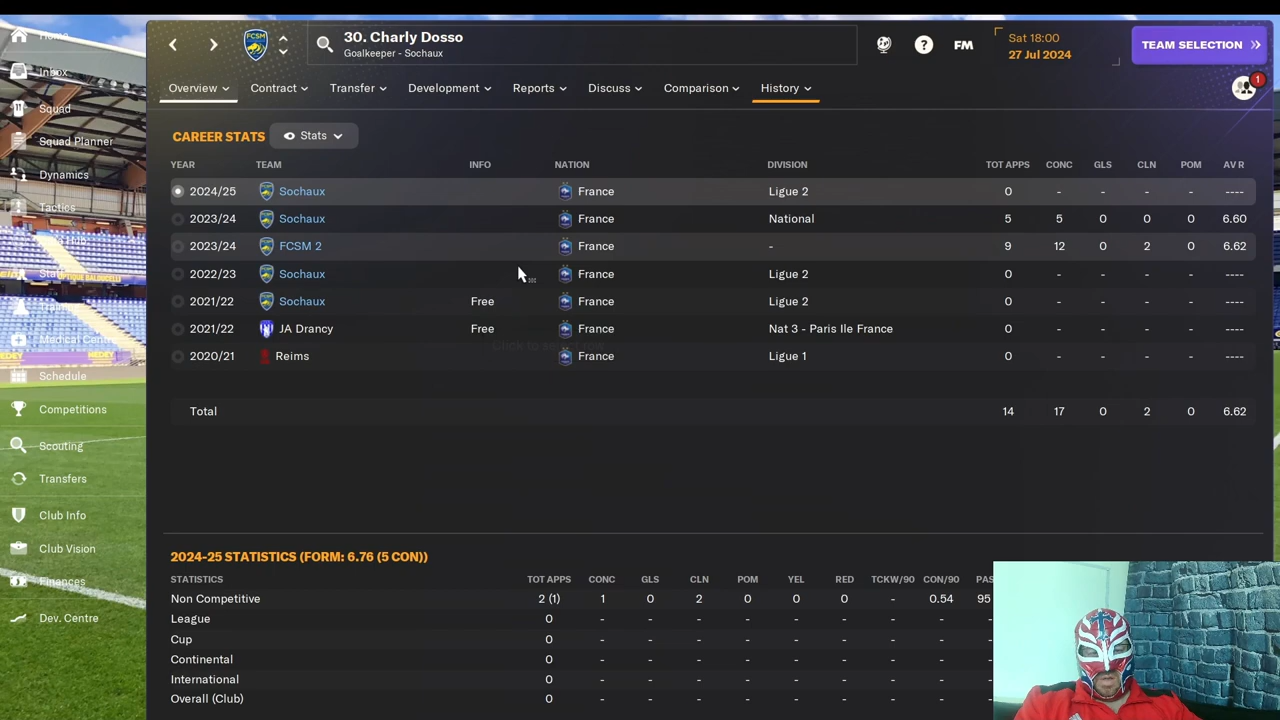 30. Charly Dosso
Goalkeeper - Sochaux
Sat 18:00
27 Jul 2024
TEAM SELECTION
FCSM
FM
?
1
Home
Inbox
Squad
Squad Planner
Dynamics
Tactics
Staff
Medical Centre
Schedule
Competitions
Scouting
Transfers
Club Info
Club Vision
Finances
Dev. Centre
Overview Contract Transfer Development Reports Discuss Comparison History
CAREER STATS Stats
YEAR TEAM INFO NATION DIVISION TOT APPS CONC GLS CLN POM AV R
2024/25 Sochaux France Ligue 2 0 - - - - ----
2023/24 Sochaux France National 5 5 0 0 0 6.60
2023/24 FCSM 2 France - 9 12 0 2 0 6.62
2022/23 Sochaux France Ligue 2 0 - - - - ----
2021/22 Sochaux Free France Ligue 2 0 - - - - ----
2021/22 JA Drancy Free France Nat 3 - Paris Ile France 0 - - - - ----
2020/21 Reims France Ligue 1 0 - - - - ----
Total 14 17 0 2 0 6.62
2024-25 STATISTICS (FORM: 6.76 (5 CON))
STATISTICS TOT APPS CONC GLS CLN POM YEL RED TCKW/90 CON/90 PAS
Non Competitive 2 (1) 1 0 2 0 0 0 - 0.54 95
League 0 - - - - - - - -
Cup 0 - - - - - - - -
Continental 0 - - - - - - - -
International 0 - - - - - - - -
Overall (Club) 0 - - - - - - - -